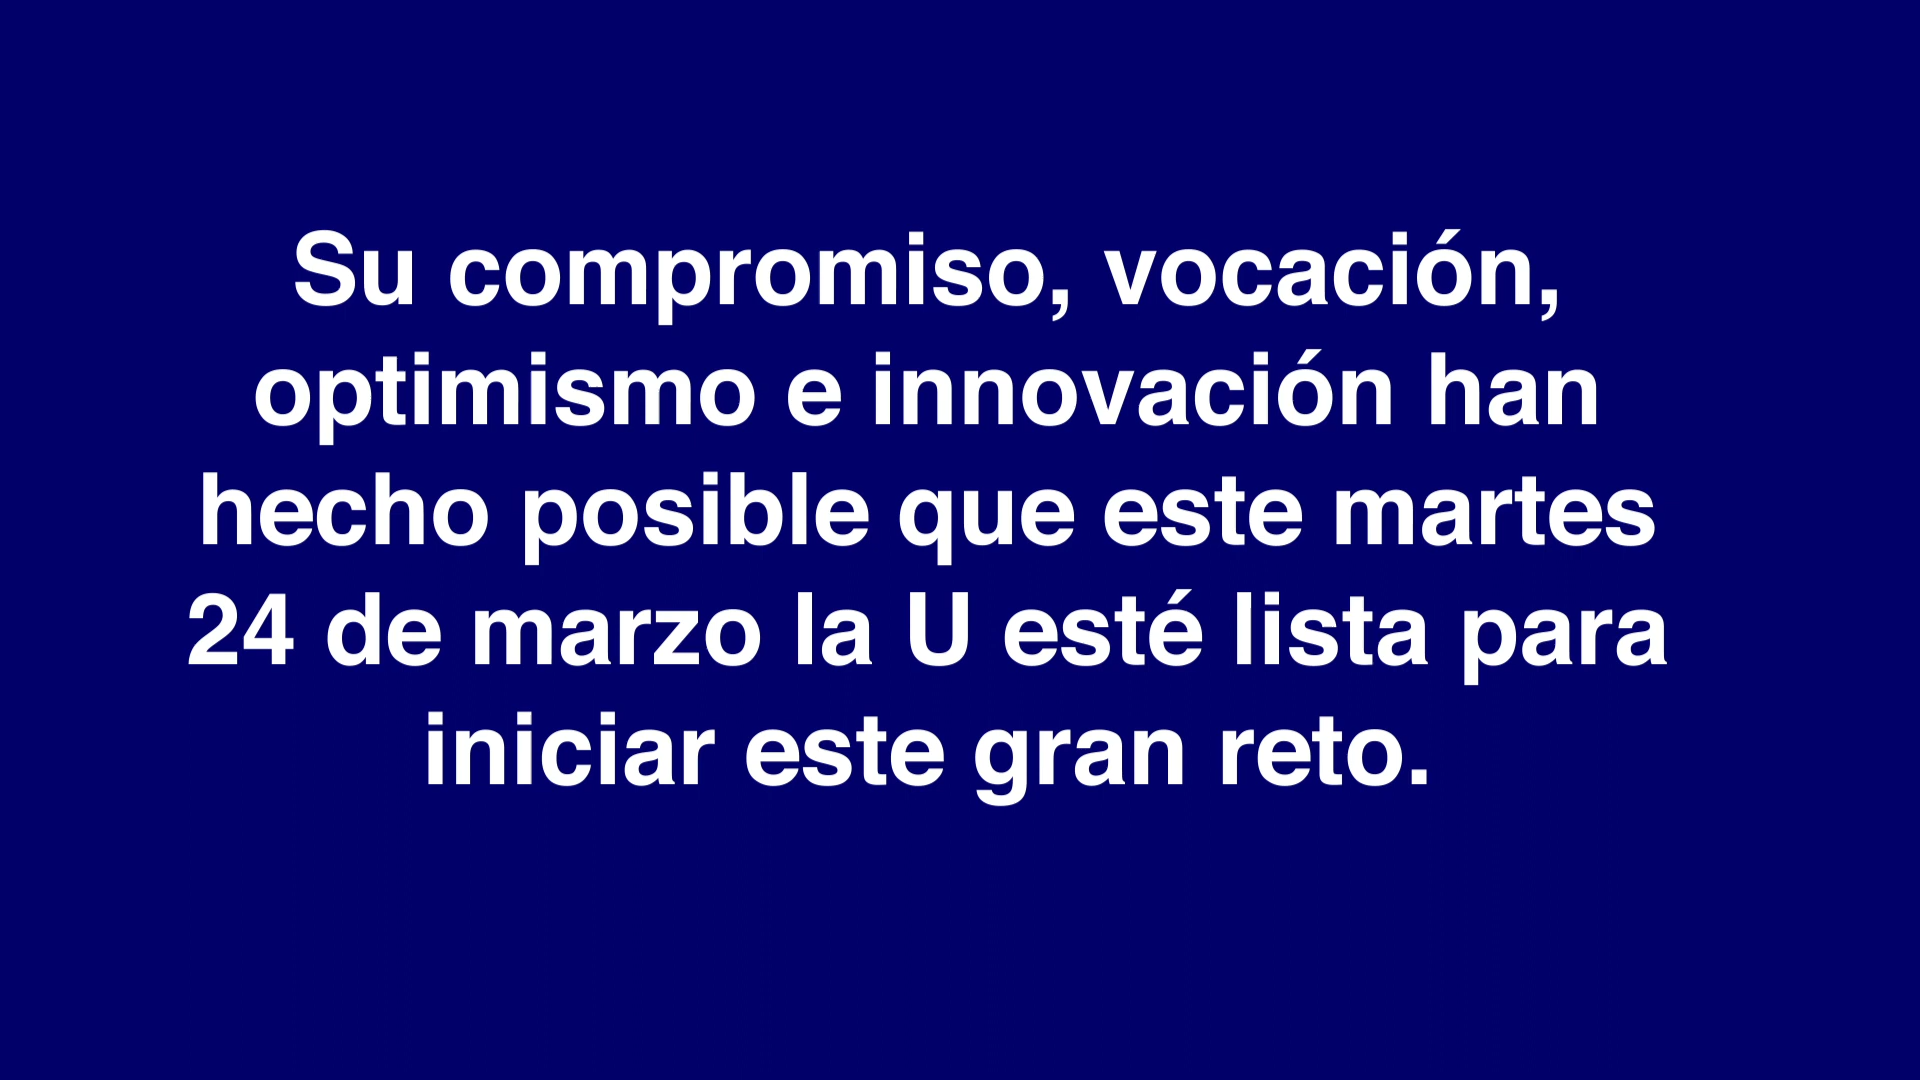 Su compromiso, vocación,
optimismo e innovación han
hecho posible que este martes
24 de marzo la U esté lista para
iniciar este gran reto.